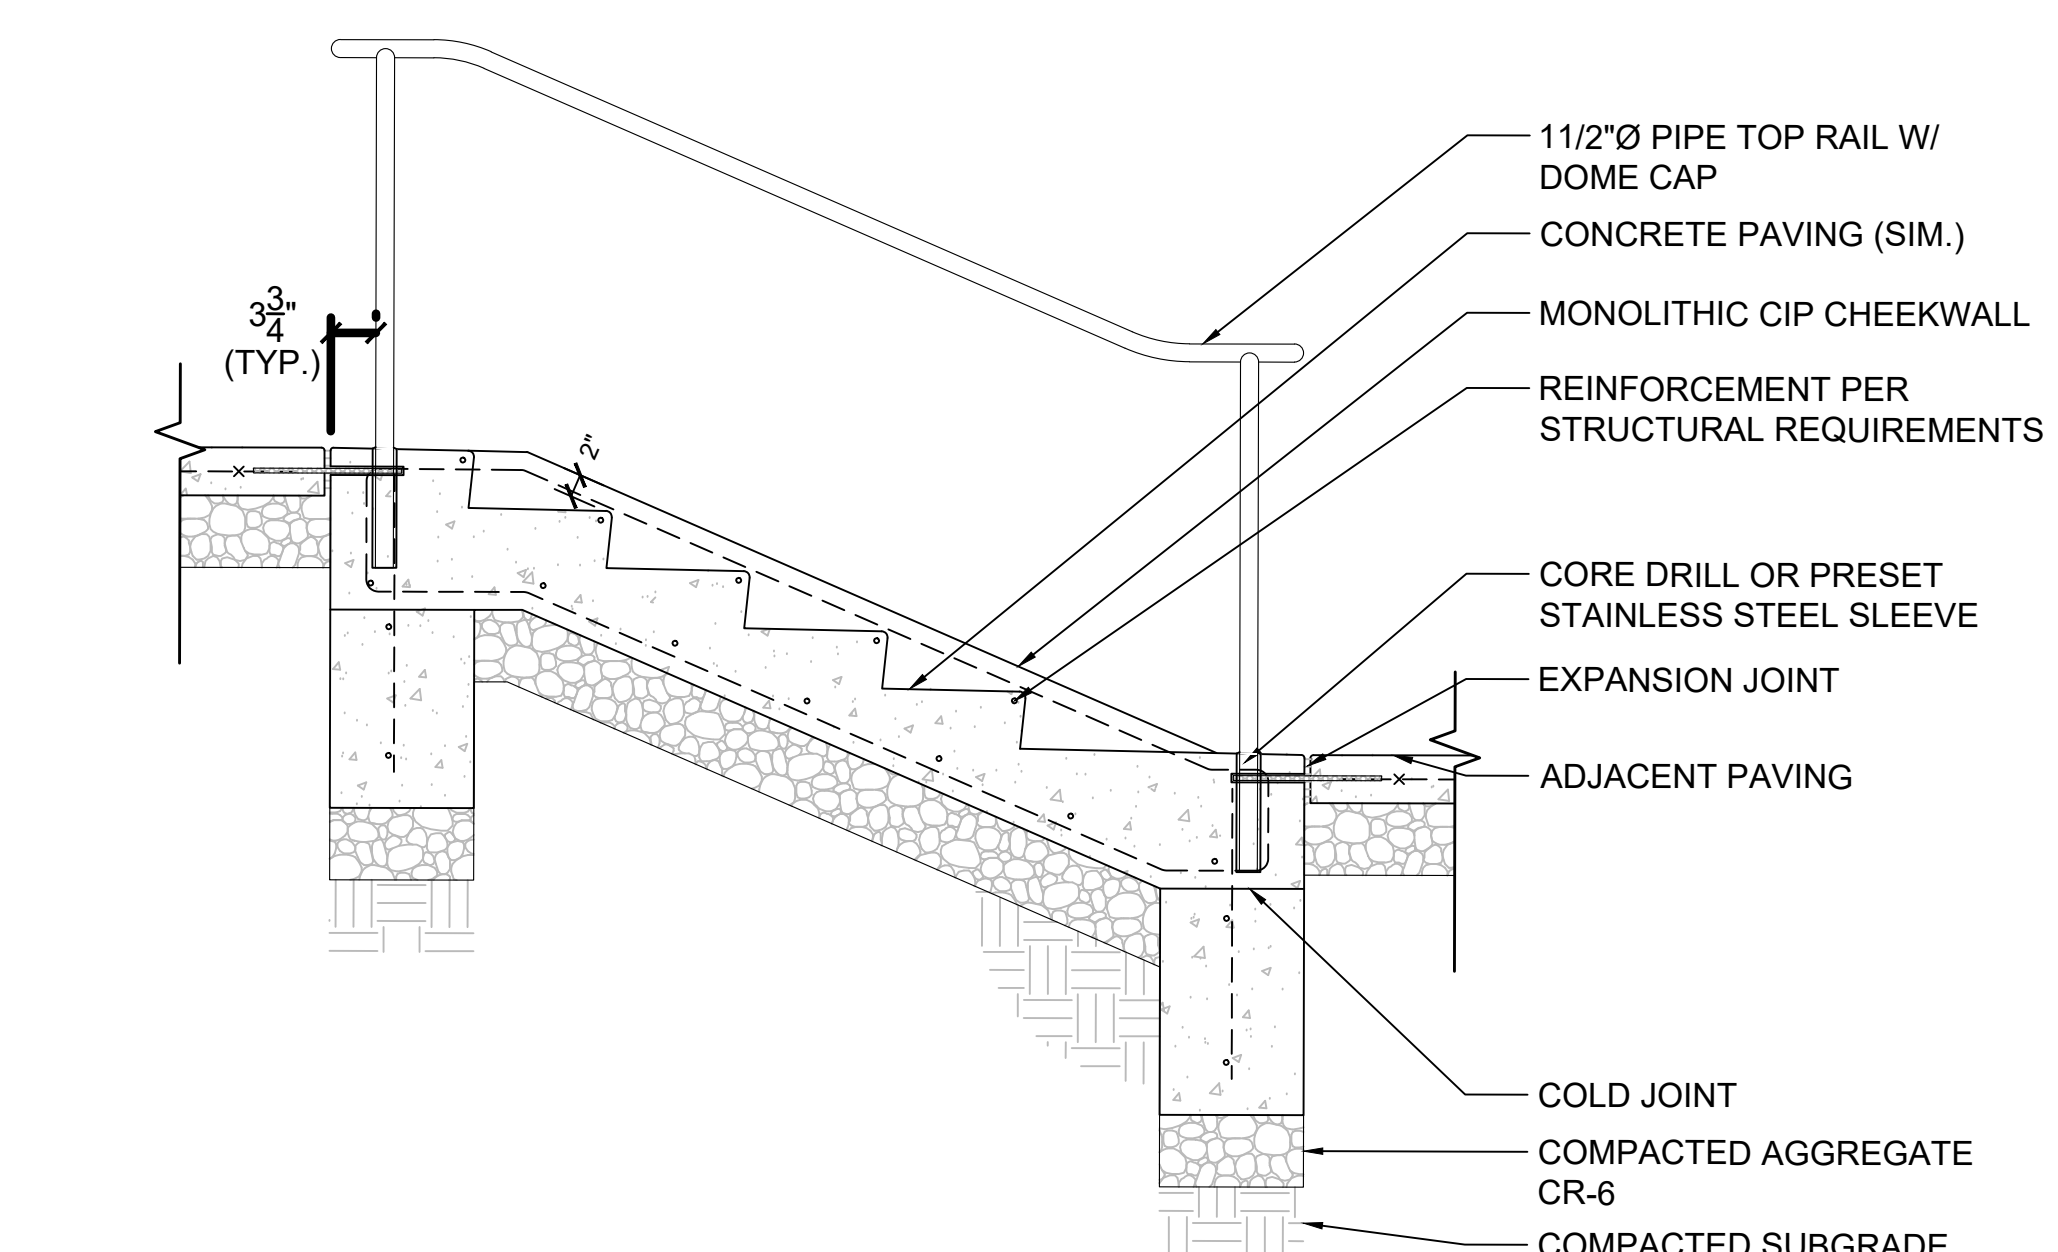 11/2"Ø PIPE TOP RAIL W/
DOME CAP
CONCRETE PAVING (SIM.)
MONOLITHIC CIP CHEEKWALL
REINFORCEMENT PER
STRUCTURAL REQUIREMENTS
3 3/4"
(TYP.)
2"
CORE DRILL OR PRESET
STAINLESS STEEL SLEEVE
EXPANSION JOINT
ADJACENT PAVING
COLD JOINT
COMPACTED AGGREGATE
CR-6
COMPACTED SUBGRADE